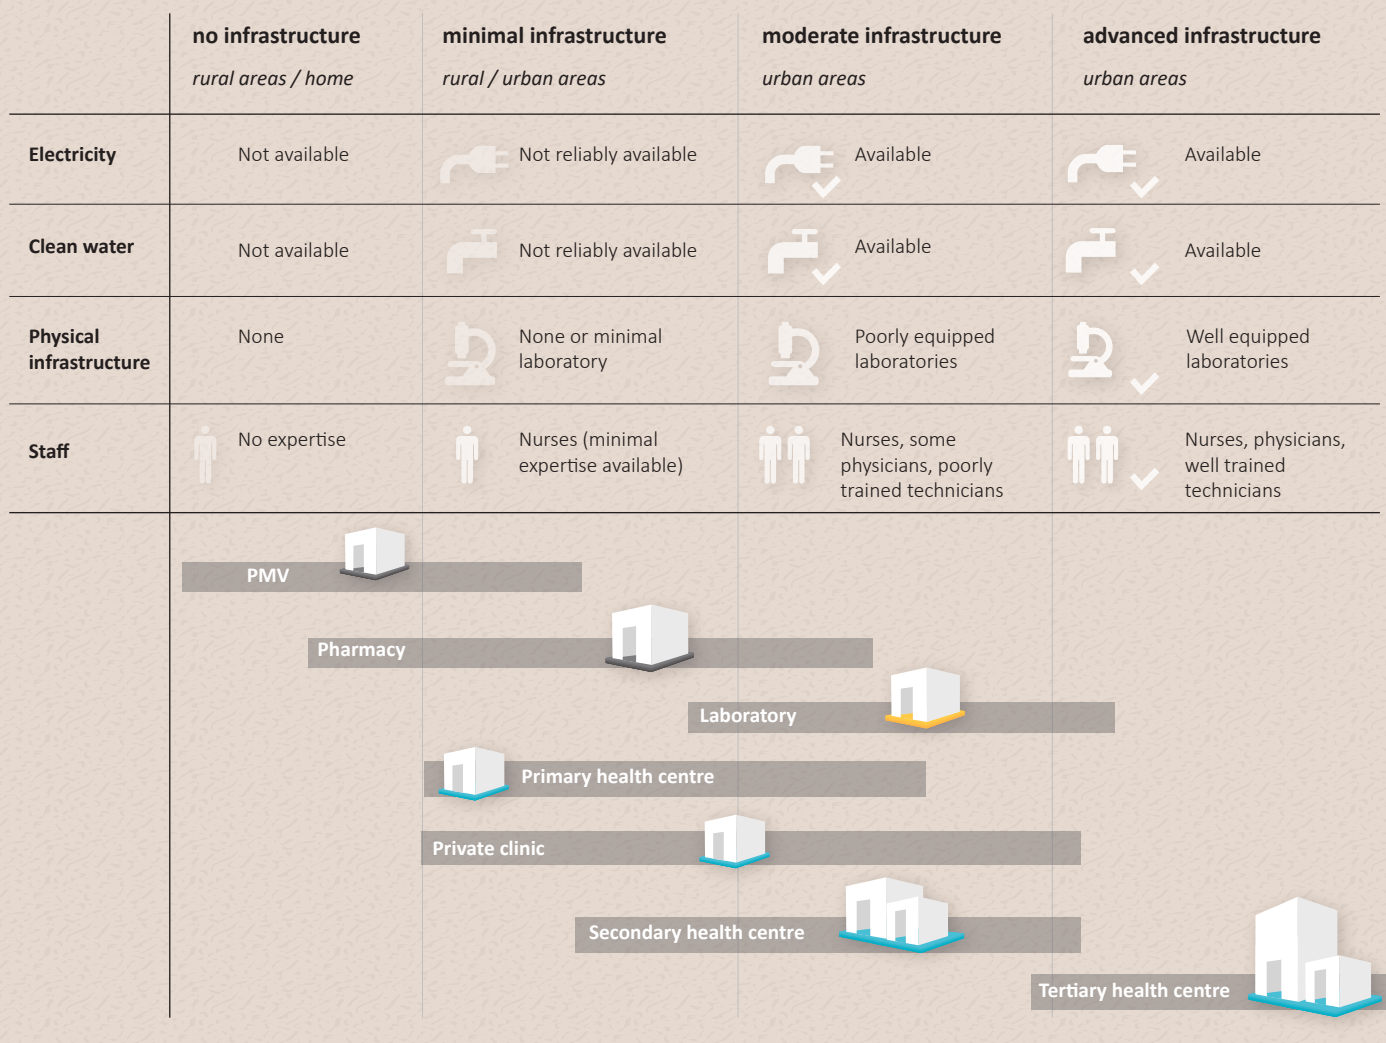 no infrastructure
rural areas / home
minimal infrastructure
rural / urban areas
moderate infrastructure
urban areas
advanced infrastructure
urban areas
Electricity
Not available
Not reliably available
Available
Available
Clean water
Not available
Not reliably available
Available
Available
Physical
infrastructure
None
None or minimal
laboratory
Poorly equipped
laboratories
Well equipped
laboratories
Staff
No expertise
Nurses (minimal
expertise available)
Nurses, some
physicians, poorly
trained technicians
Nurses, physicians,
well trained
technicians
PMV
Pharmacy
Laboratory
Primary health centre
Private clinic
Secondary health centre
Tertiary health centre